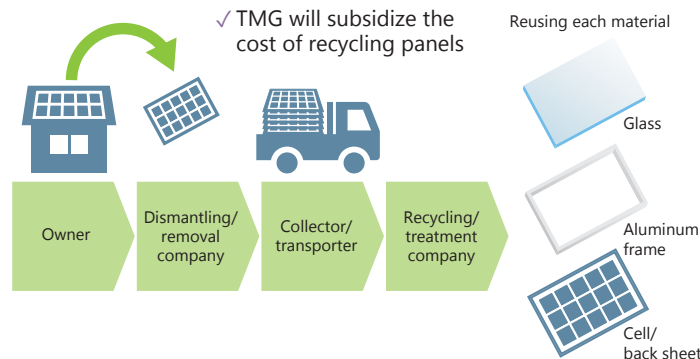 ✓ TMG will subsidize the
cost of recycling panels
Reusing each material
Glass
Owner
Dismantling/
removal
company
Collector/
transporter
Recycling/
treatment
company
Aluminum
frame
Cell/
back sheet